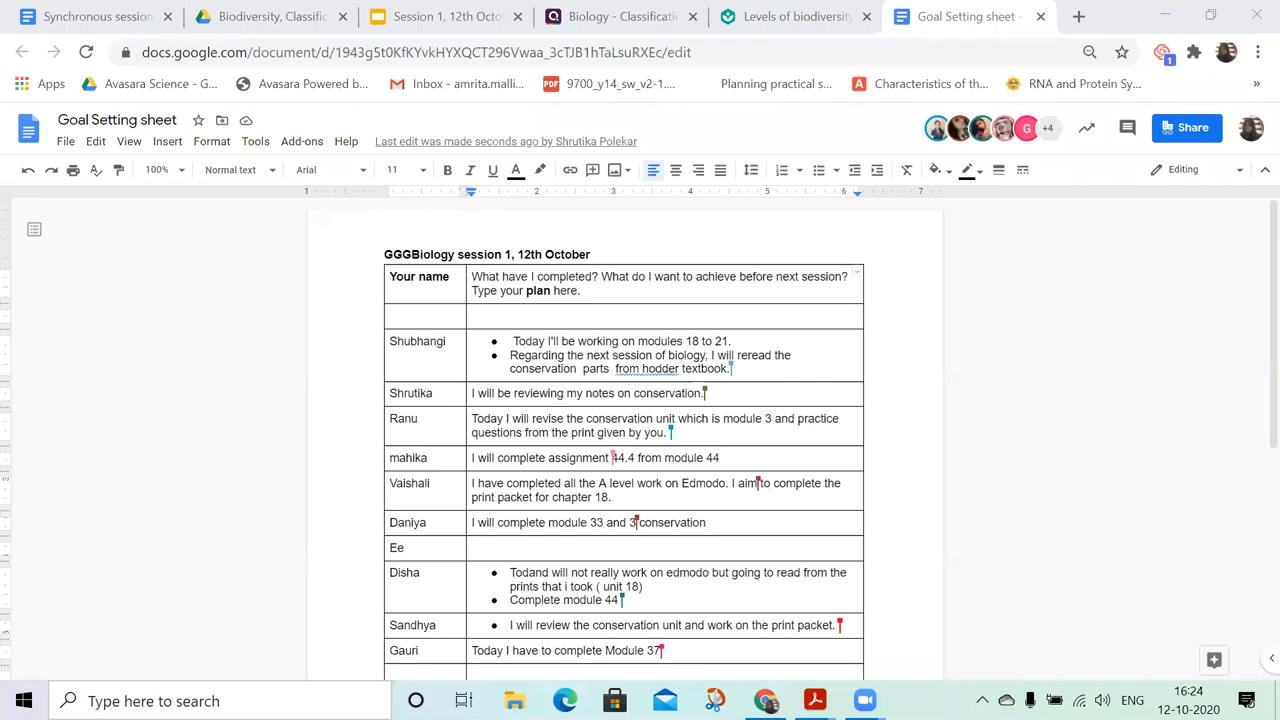 Synchronous session
Biodiversity, Classific
Session 1, 12th Octo
Biology - Classificatio
Levels of biodiversity
Goal Setting sheet -
docs.google.com/document/d/1943g5t0KfKYvkHYXQCT296Vwaa_3cTJB1hTaLsuRXEc/edit
1
Apps
Avasara Science - G...
Avasara Powered b...
Inbox - amrita.malli...
PDF
9700_y14_sw_v2-1....
Planning practical s...
A
Characteristics of th...
RNA and Protein Sy...
»
Goal Setting sheet
File Edit View Insert Format Tools Add-ons Help
Last edit was made seconds ago by Shrutika Polekar
G
+4
Share
100%
Normal text
Arial
11
B I U A
Editing
1 1 2 3 4 5 6 7
GGGBiology session 1, 12th October
Your name
What have I completed? What do I want to achieve before next session?
Type your plan here.
Shubhangi
● Today I'll be working on modules 18 to 21.
● Regarding the next session of biology, I will reread the
conservation parts from hodder textbook.
Shrutika
I will be reviewing my notes on conservation.
Ranu
Today I will revise the conservation unit which is module 3 and practice
questions from the print given by you.
mahika
I will complete assignment 44.4 from module 44
Vaishali
I have completed all the A level work on Edmodo. I aim to complete the
print packet for chapter 18.
Daniya
I will complete module 33 and 3 conservation
Ee
Disha
● Todand will not really work on edmodo but going to read from the
prints that i took ( unit 18)
● Complete module 44
Sandhya
● I will review the conservation unit and work on the print packet.
Gauri
Today I have to complete Module 37
Type here to search
ENG
16:24
12-10-2020